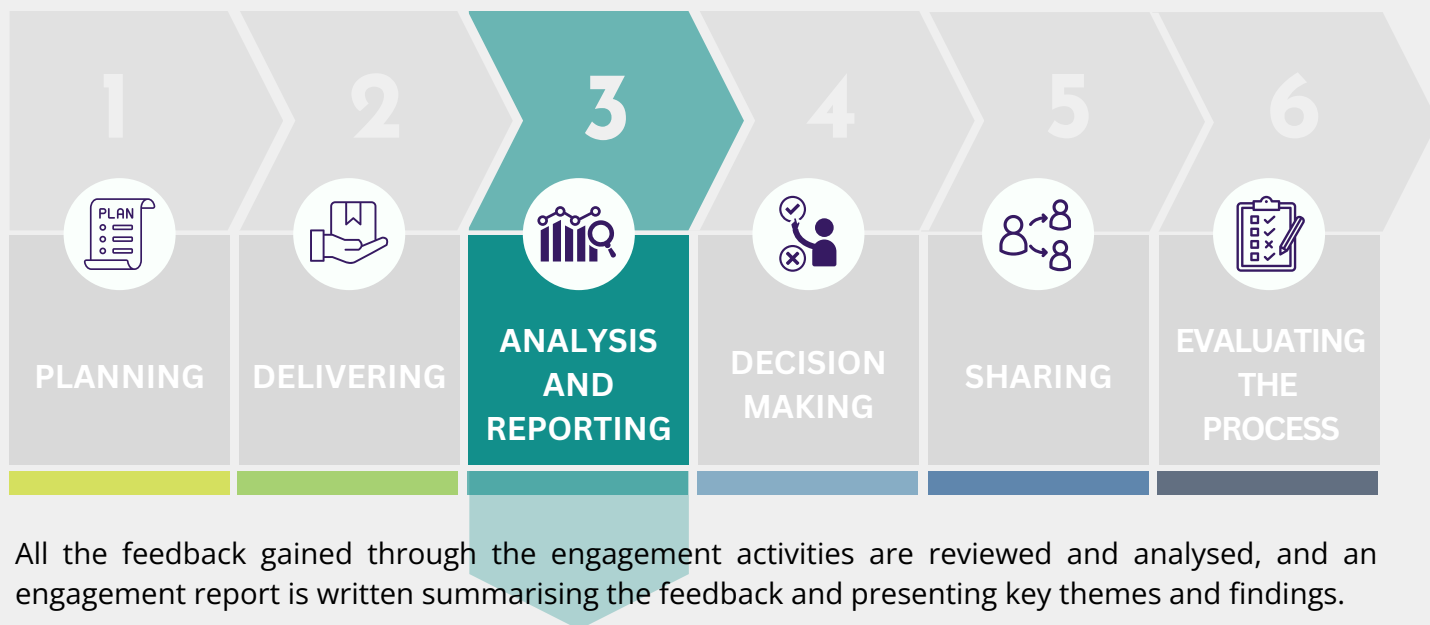 1
2
3
4
5
6
PLAN
PLANNING
DELIVERING
ANALYSIS
AND
REPORTING
DECISION
MAKING
SHARING
EVALUATING
THE
PROCESS
All the feedback gained through the engagement activities are reviewed and analysed, and an
engagement report is written summarising the feedback and presenting key themes and findings.